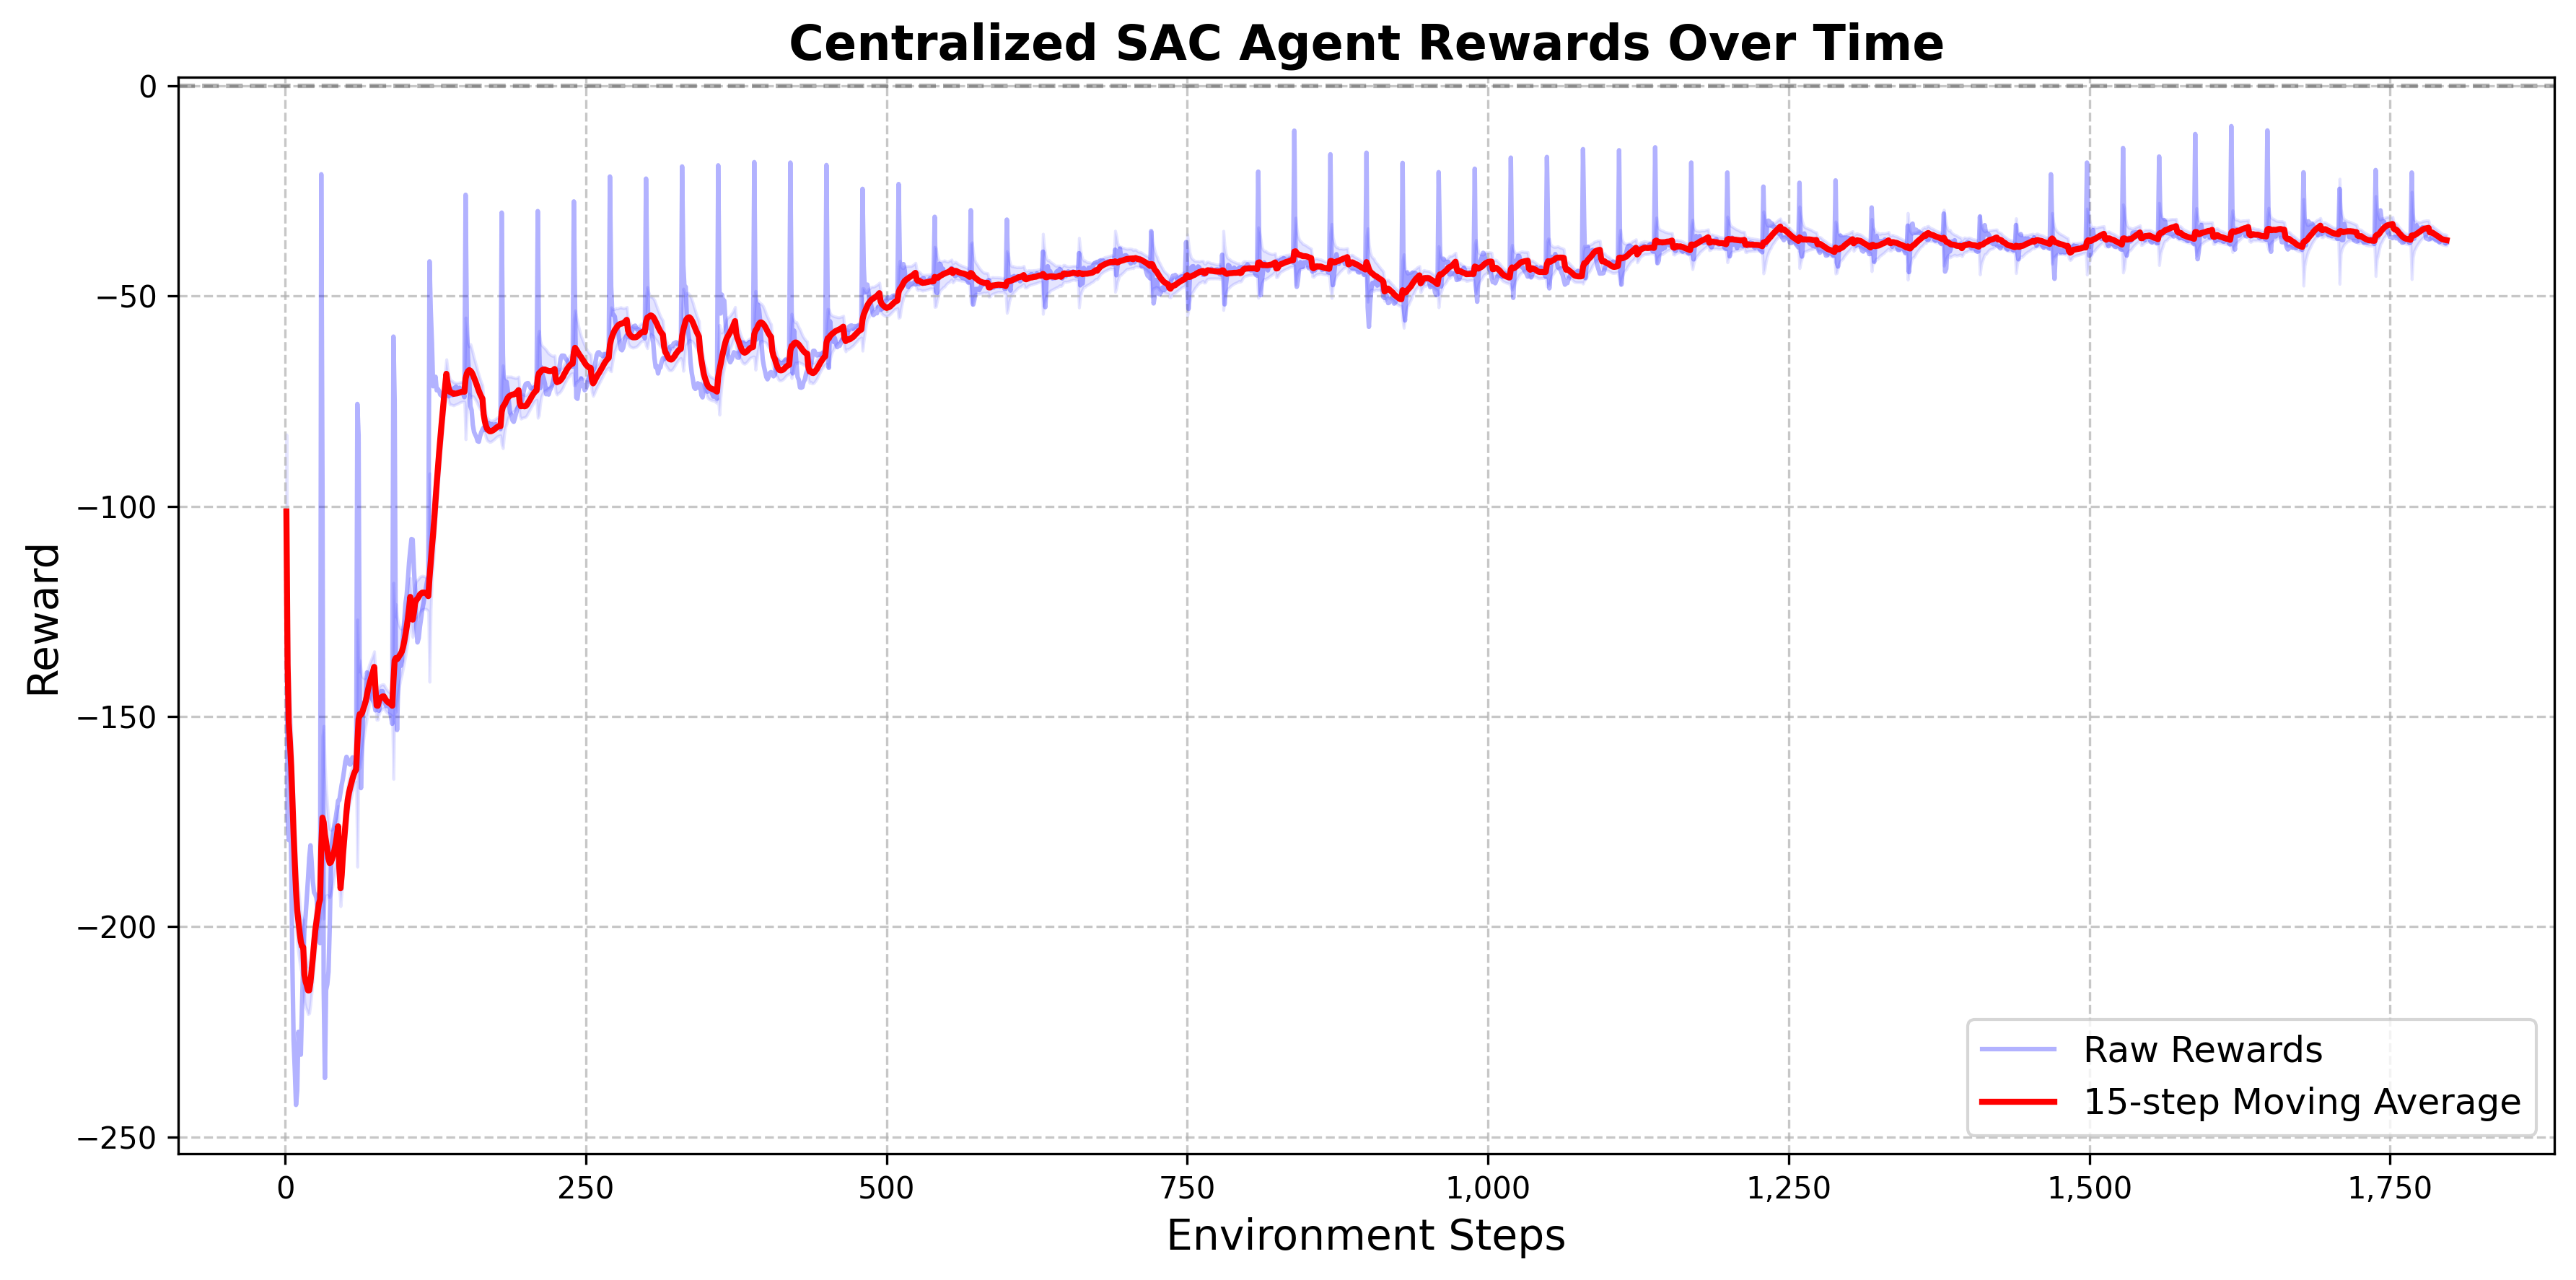 Centralized SAC Agent Rewards Over Time
Reward
0
−50
−100
−150
−200
−250
0
250
500
750
1,000
1,250
1,500
1,750
Environment Steps
Raw Rewards
15-step Moving Average